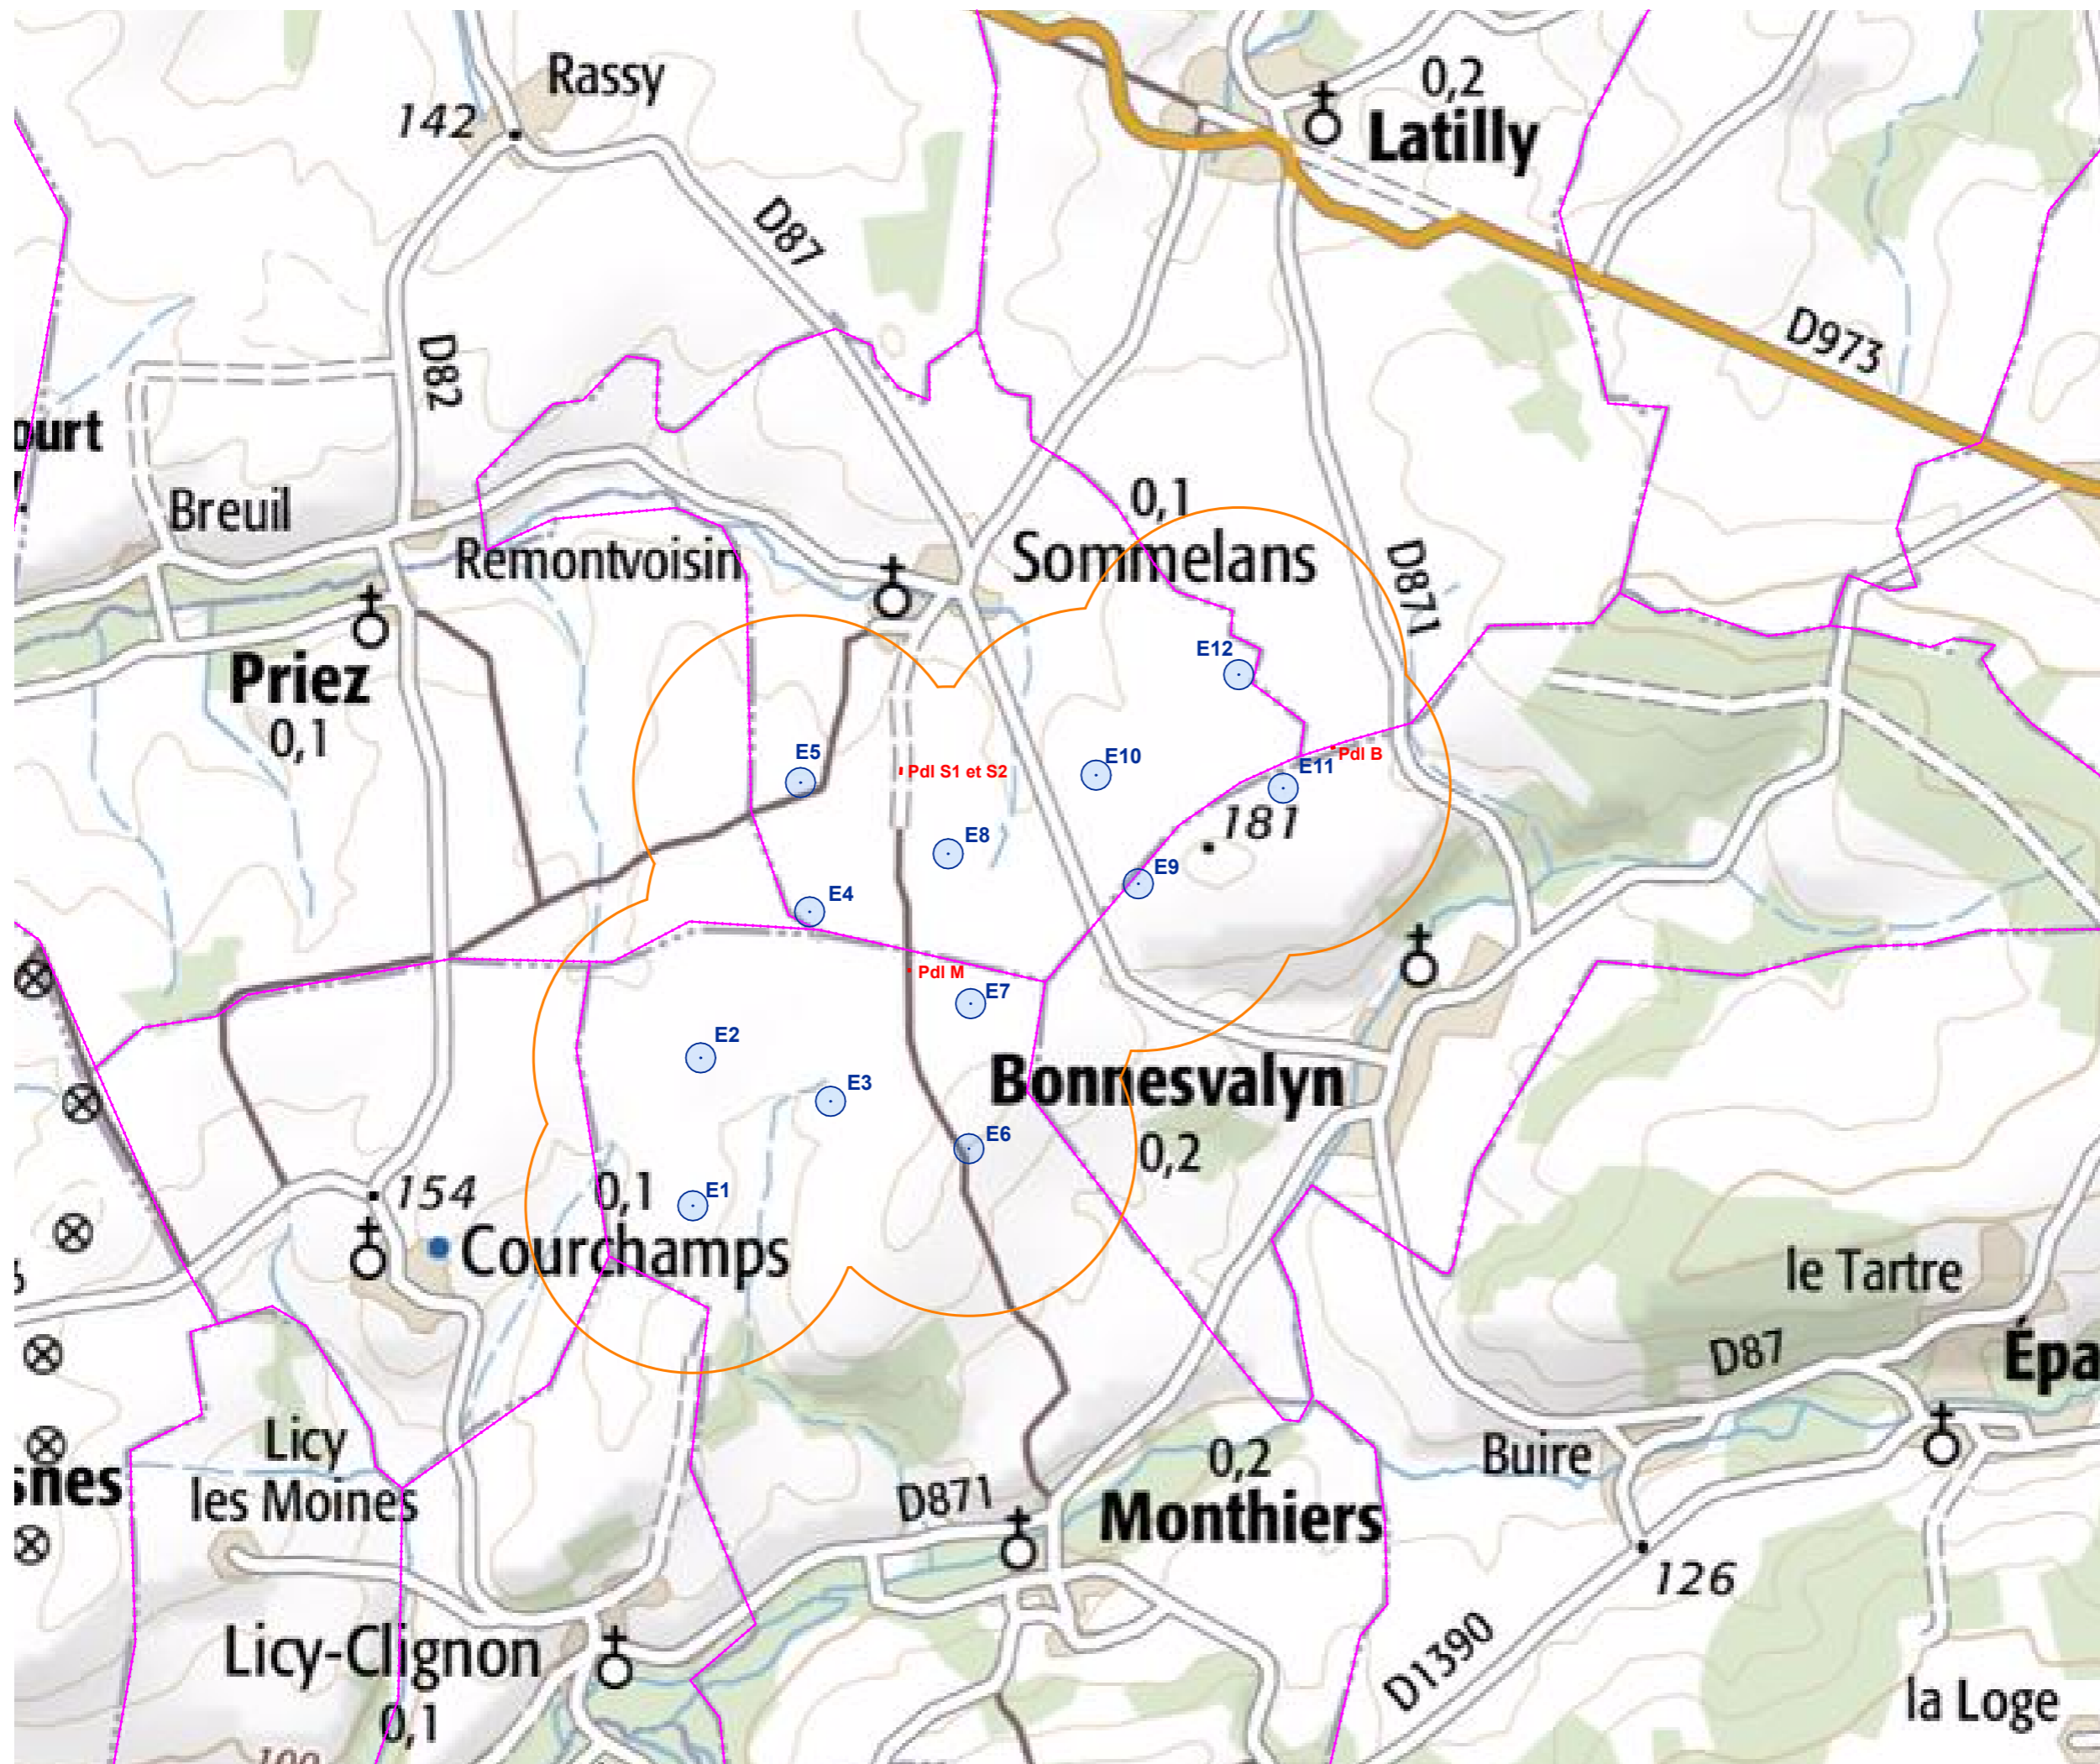 Rassy
142
0,2
Latilly
D87
D973
D82
ourt
Breuil
0,1
Remontvoisin
Sommelans
D871
Priez
0,1
E12
E5
Pdl S1 et S2
E10
Pdl B
E11
181
E8
E9
E4
Pdl M
E7
E2
E3
Bonnesvalyn
0,2
E6
E1
0,1
154
Courchamps
le Tartre
D87
Épa
Licy
les Moines
snes
0,2
Buire
D871
Monthiers
126
D1390
Licy-Clignon
0,1
la Loge